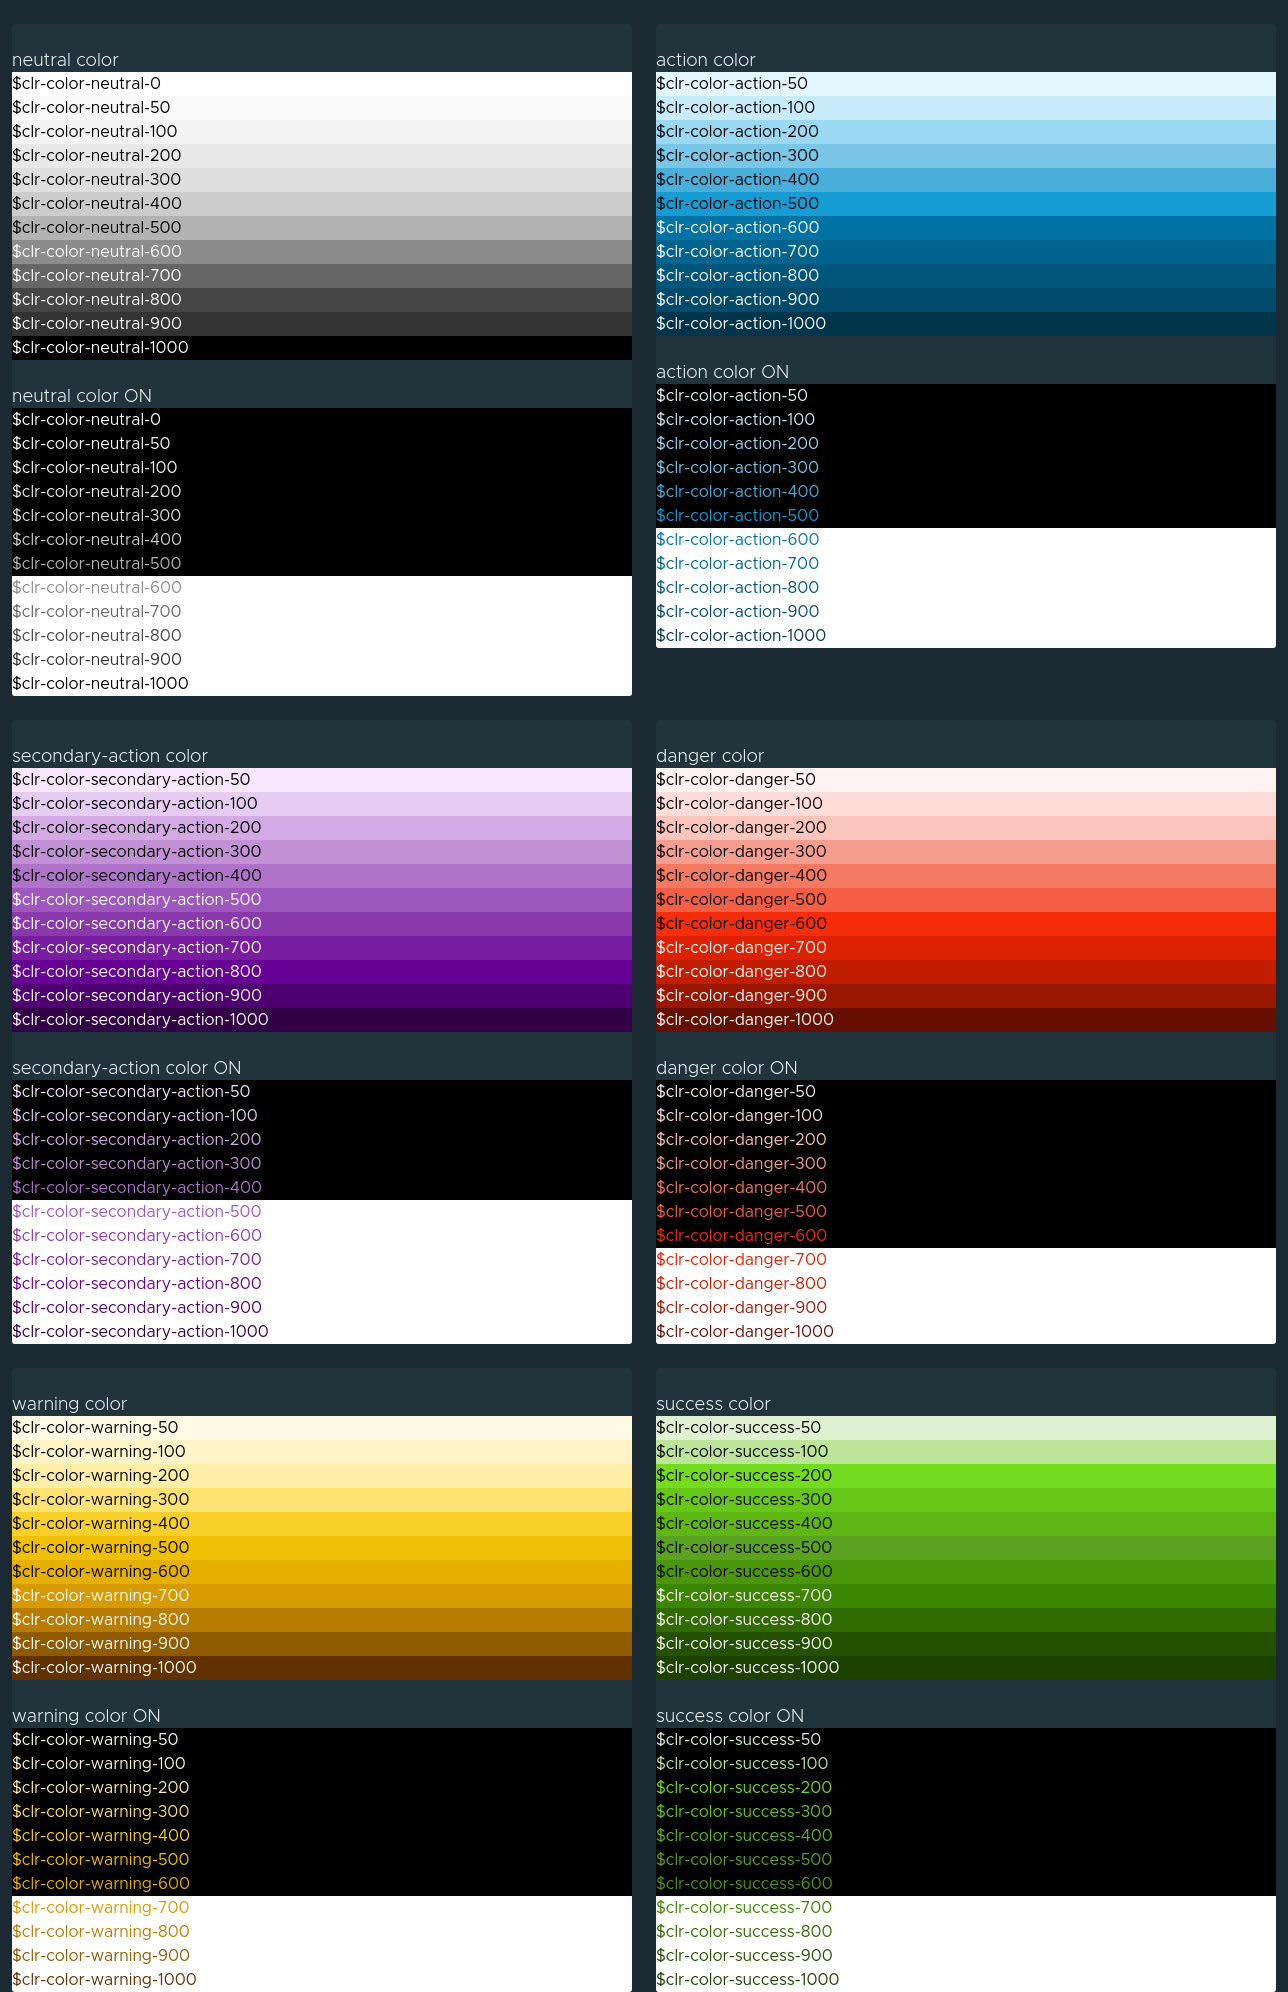 neutral color
$clr-color-neutral-0
$clr-color-neutral-50
$clr-color-neutral-100
$clr-color-neutral-200
$clr-color-neutral-300
$clr-color-neutral-400
$clr-color-neutral-500
$clr-color-neutral-600
$clr-color-neutral-700
$clr-color-neutral-800
$clr-color-neutral-900
$clr-color-neutral-1000
neutral color ON
$clr-color-neutral-0
$clr-color-neutral-50
$clr-color-neutral-100
$clr-color-neutral-200
$clr-color-neutral-300
$clr-color-neutral-400
$clr-color-neutral-500
$clr-color-neutral-600
$clr-color-neutral-700
$clr-color-neutral-800
$clr-color-neutral-900
$clr-color-neutral-1000
action color
$clr-color-action-50
$clr-color-action-100
$clr-color-action-200
$clr-color-action-300
$clr-color-action-400
$clr-color-action-500
$clr-color-action-600
$clr-color-action-700
$clr-color-action-800
$clr-color-action-900
$clr-color-action-1000
action color ON
$clr-color-action-50
$clr-color-action-100
$clr-color-action-200
$clr-color-action-300
$clr-color-action-400
$clr-color-action-500
$clr-color-action-600
$clr-color-action-700
$clr-color-action-800
$clr-color-action-900
$clr-color-action-1000
secondary-action color
$clr-color-secondary-action-50
$clr-color-secondary-action-100
$clr-color-secondary-action-200
$clr-color-secondary-action-300
$clr-color-secondary-action-400
$clr-color-secondary-action-500
$clr-color-secondary-action-600
$clr-color-secondary-action-700
$clr-color-secondary-action-800
$clr-color-secondary-action-900
$clr-color-secondary-action-1000
secondary-action color ON
$clr-color-secondary-action-50
$clr-color-secondary-action-100
$clr-color-secondary-action-200
$clr-color-secondary-action-300
$clr-color-secondary-action-400
$clr-color-secondary-action-500
$clr-color-secondary-action-600
$clr-color-secondary-action-700
$clr-color-secondary-action-800
$clr-color-secondary-action-900
$clr-color-secondary-action-1000
danger color
$clr-color-danger-50
$clr-color-danger-100
$clr-color-danger-200
$clr-color-danger-300
$clr-color-danger-400
$clr-color-danger-500
$clr-color-danger-600
$clr-color-danger-700
$clr-color-danger-800
$clr-color-danger-900
$clr-color-danger-1000
danger color ON
$clr-color-danger-50
$clr-color-danger-100
$clr-color-danger-200
$clr-color-danger-300
$clr-color-danger-400
$clr-color-danger-500
$clr-color-danger-600
$clr-color-danger-700
$clr-color-danger-800
$clr-color-danger-900
$clr-color-danger-1000
warning color
$clr-color-warning-50
$clr-color-warning-100
$clr-color-warning-200
$clr-color-warning-300
$clr-color-warning-400
$clr-color-warning-500
$clr-color-warning-600
$clr-color-warning-700
$clr-color-warning-800
$clr-color-warning-900
$clr-color-warning-1000
warning color ON
$clr-color-warning-50
$clr-color-warning-100
$clr-color-warning-200
$clr-color-warning-300
$clr-color-warning-400
$clr-color-warning-500
$clr-color-warning-600
$clr-color-warning-700
$clr-color-warning-800
$clr-color-warning-900
$clr-color-warning-1000
success color
$clr-color-success-50
$clr-color-success-100
$clr-color-success-200
$clr-color-success-300
$clr-color-success-400
$clr-color-success-500
$clr-color-success-600
$clr-color-success-700
$clr-color-success-800
$clr-color-success-900
$clr-color-success-1000
success color ON
$clr-color-success-50
$clr-color-success-100
$clr-color-success-200
$clr-color-success-300
$clr-color-success-400
$clr-color-success-500
$clr-color-success-600
$clr-color-success-700
$clr-color-success-800
$clr-color-success-900
$clr-color-success-1000